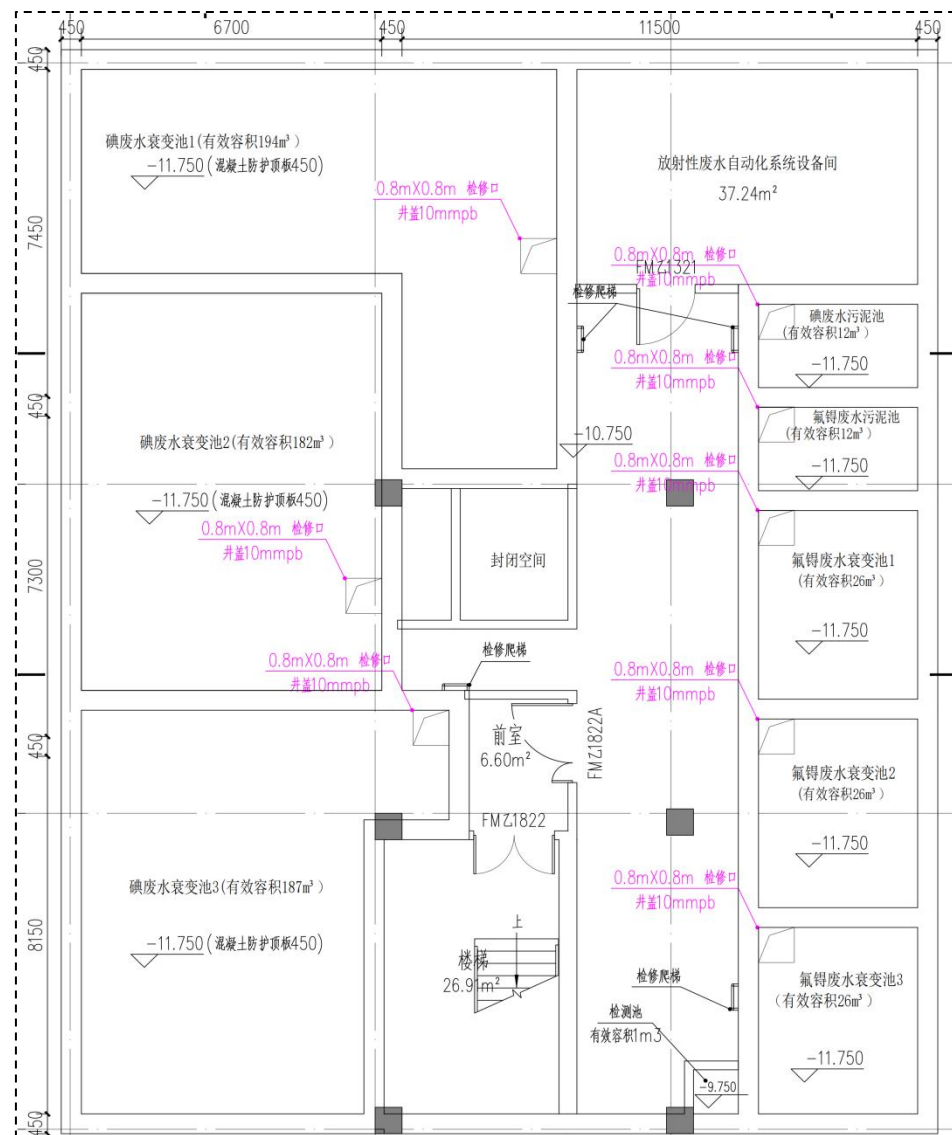 450
6700
450
11500
450
450
7450
450
7300
450
8150
450
碘废水衰变池1(有效容积194m³)
-11.750(混凝土防护顶板450)
0.8mX0.8m 检修口
井盖10mmpb
放射性废水自动化系统设备间
37.24m²
0.8mX0.8m 检修口
井盖10mmpb
FMZ1321
检修爬梯
碘废水污泥池
(有效容积12m³)
-11.750
0.8mX0.8m 检修口
井盖10mmpb
氟锝废水污泥池
(有效容积12m³)
-11.750
-10.750
碘废水衰变池2(有效容积182m³)
-11.750(混凝土防护顶板450)
0.8mX0.8m 检修口
井盖10mmpb
0.8mX0.8m 检修口
井盖10mmpb
封闭空间
氟锝废水衰变池1
(有效容积26m³)
-11.750
0.8mX0.8m 检修口
井盖10mmpb
检修爬梯
0.8mX0.8m 检修口
井盖10mmpb
前室
6.60m²
FMZ1822A
FMZ1822
氟锝废水衰变池2
(有效容积26m³)
-11.750
碘废水衰变池3(有效容积187m³)
-11.750(混凝土防护顶板450)
0.8mX0.8m 检修口
井盖10mmpb
上
楼梯
26.91m²
检修爬梯
检测池
有效容积1m3
-9.750
氟锝废水衰变池3
(有效容积26m³)
-11.750